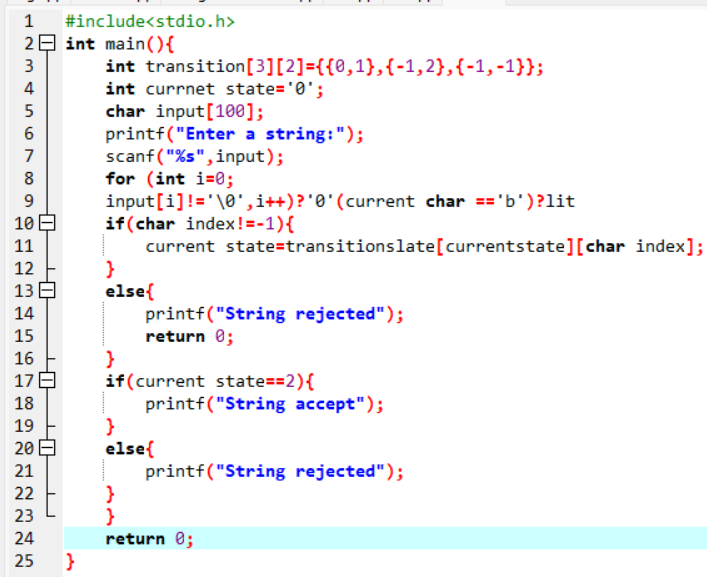 1 #include<stdio.h>
2 int main(){
3 int transition[3][2]={{0,1},{-1,2},{-1,-1}};
4 int currnet state='0';
5 char input[100];
6 printf("Enter a string:");
7 scanf("%s",input);
8 for (int i=0;
9 input[i]!='\0',i++)?'0'(current char =='b')?lit
10 if(char index!=-1){
11 current state=transitionslate[currentstate][char index];
12 }
13 else{
14 printf("String rejected");
15 return 0;
16 }
17 if(current state==2){
18 printf("String accept");
19 }
20 else{
21 printf("String rejected");
22 }
23 }
24 return 0;
25 }